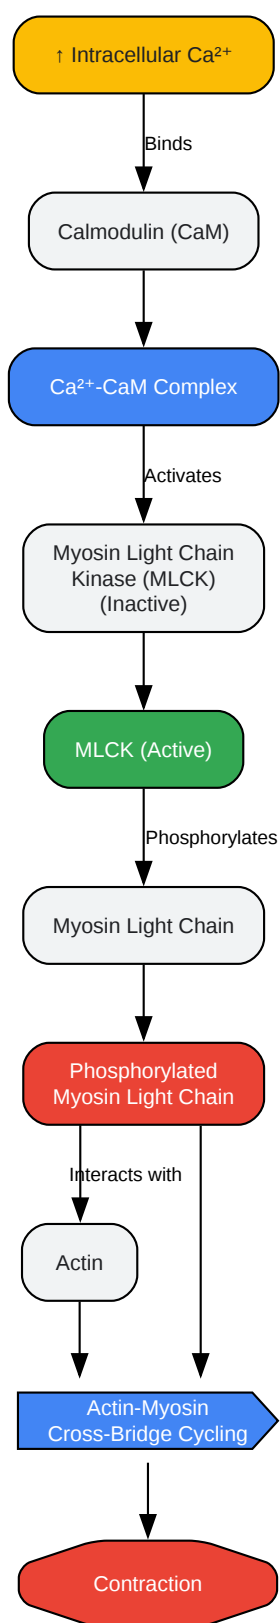 ↑ Intracellular Ca²⁺
Binds
Calmodulin (CaM)
Ca²⁺-CaM Complex
Activates
Myosin Light Chain
Kinase (MLCK)
(Inactive)
MLCK (Active)
Phosphorylates
Myosin Light Chain
Phosphorylated
Myosin Light Chain
Interacts with
Actin
Actin-Myosin
Cross-Bridge Cycling
Contraction